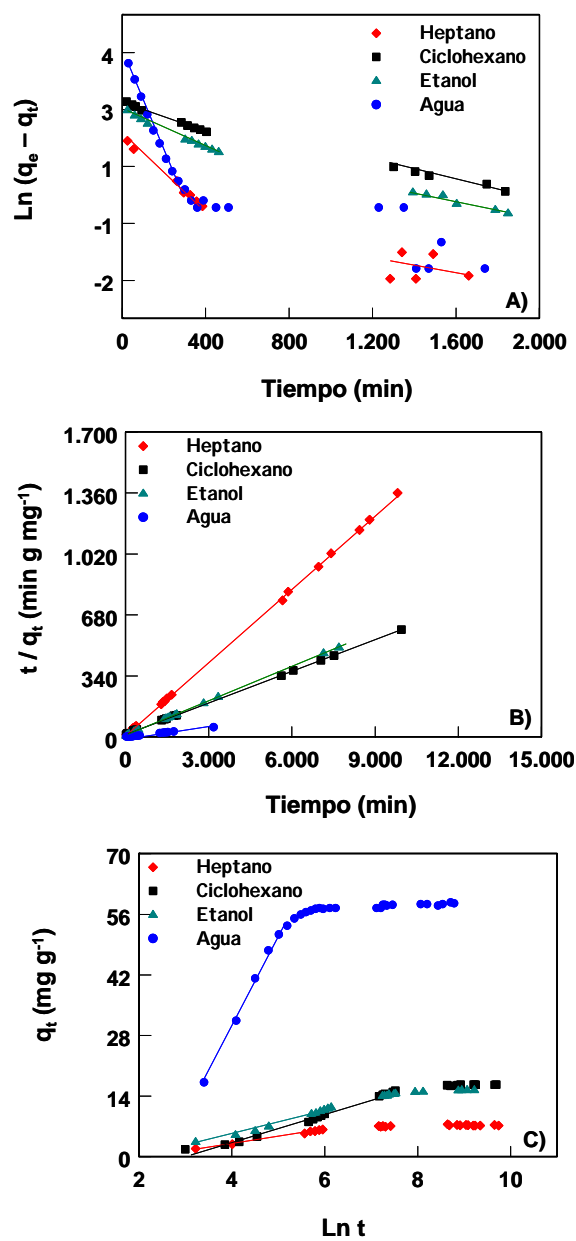 Heptano
Ciclohexano
Etanol
Agua
4
3
1
-1
-2
Ln (qe – qt)
0
400
800
1.200
1.600
2.000
A)
Tiempo (min)
1.700
1.360
1.020
680
340
0
t / qt (min g mg-1)
Heptano
Ciclohexano
Etanol
Agua
0
3.000
6.000
9.000
12.000
15.000
B)
Tiempo (min)
70
56
42
28
14
0
qt (mg g-1)
Heptano
Ciclohexano
Etanol
Agua
2
4
6
8
10
C)
Ln t